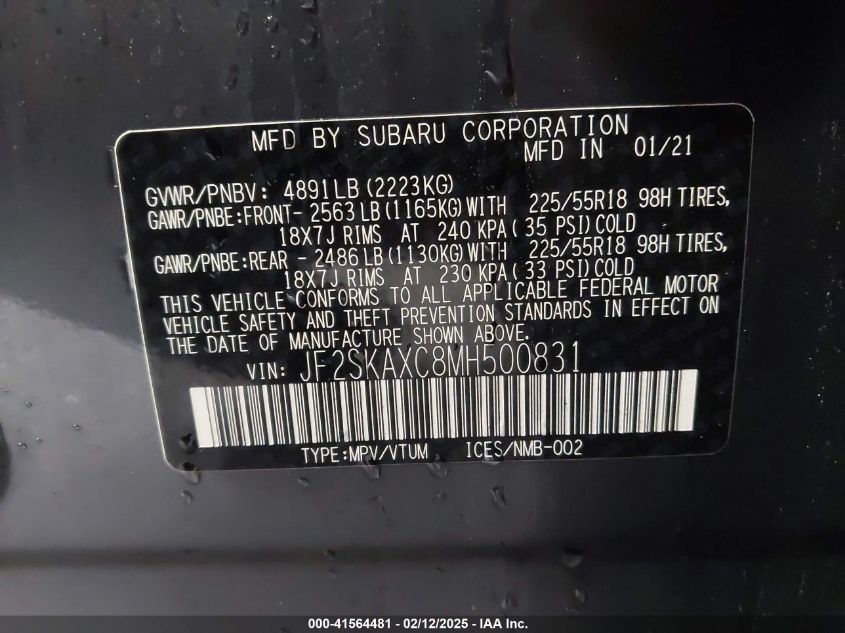 MFD BY SUBARU CORPORATION
MFD IN 01/21
GVWR/PNBV: 4891LB(2223KG)
GAWR/PNBE:FRONT- 2563LB(1165KG)WITH 225/55R18 98H TIRES,
18X7J RIMS AT 240 KPA( 35 PSI)COLD
GAWR/PNBE:REAR - 2486LB(1130KG)WITH 225/55R18 98H TIRES,
18X7J RIMS AT 230 KPA( 33 PSI)COLD
THIS VEHICLE CONFORMS TO ALL APPLICABLE FEDERAL MOTOR
VEHICLE SAFETY AND THEFT PREVENTION STANDARDS IN EFFECT ON
THE DATE OF MANUFACTURE SHOWN ABOVE.
VIN: JF2SKAXC8MH500831
TYPE:MPV/VTUM ICES/NMB-002
000-41564481 - 02/12/2025 - IAA Inc.